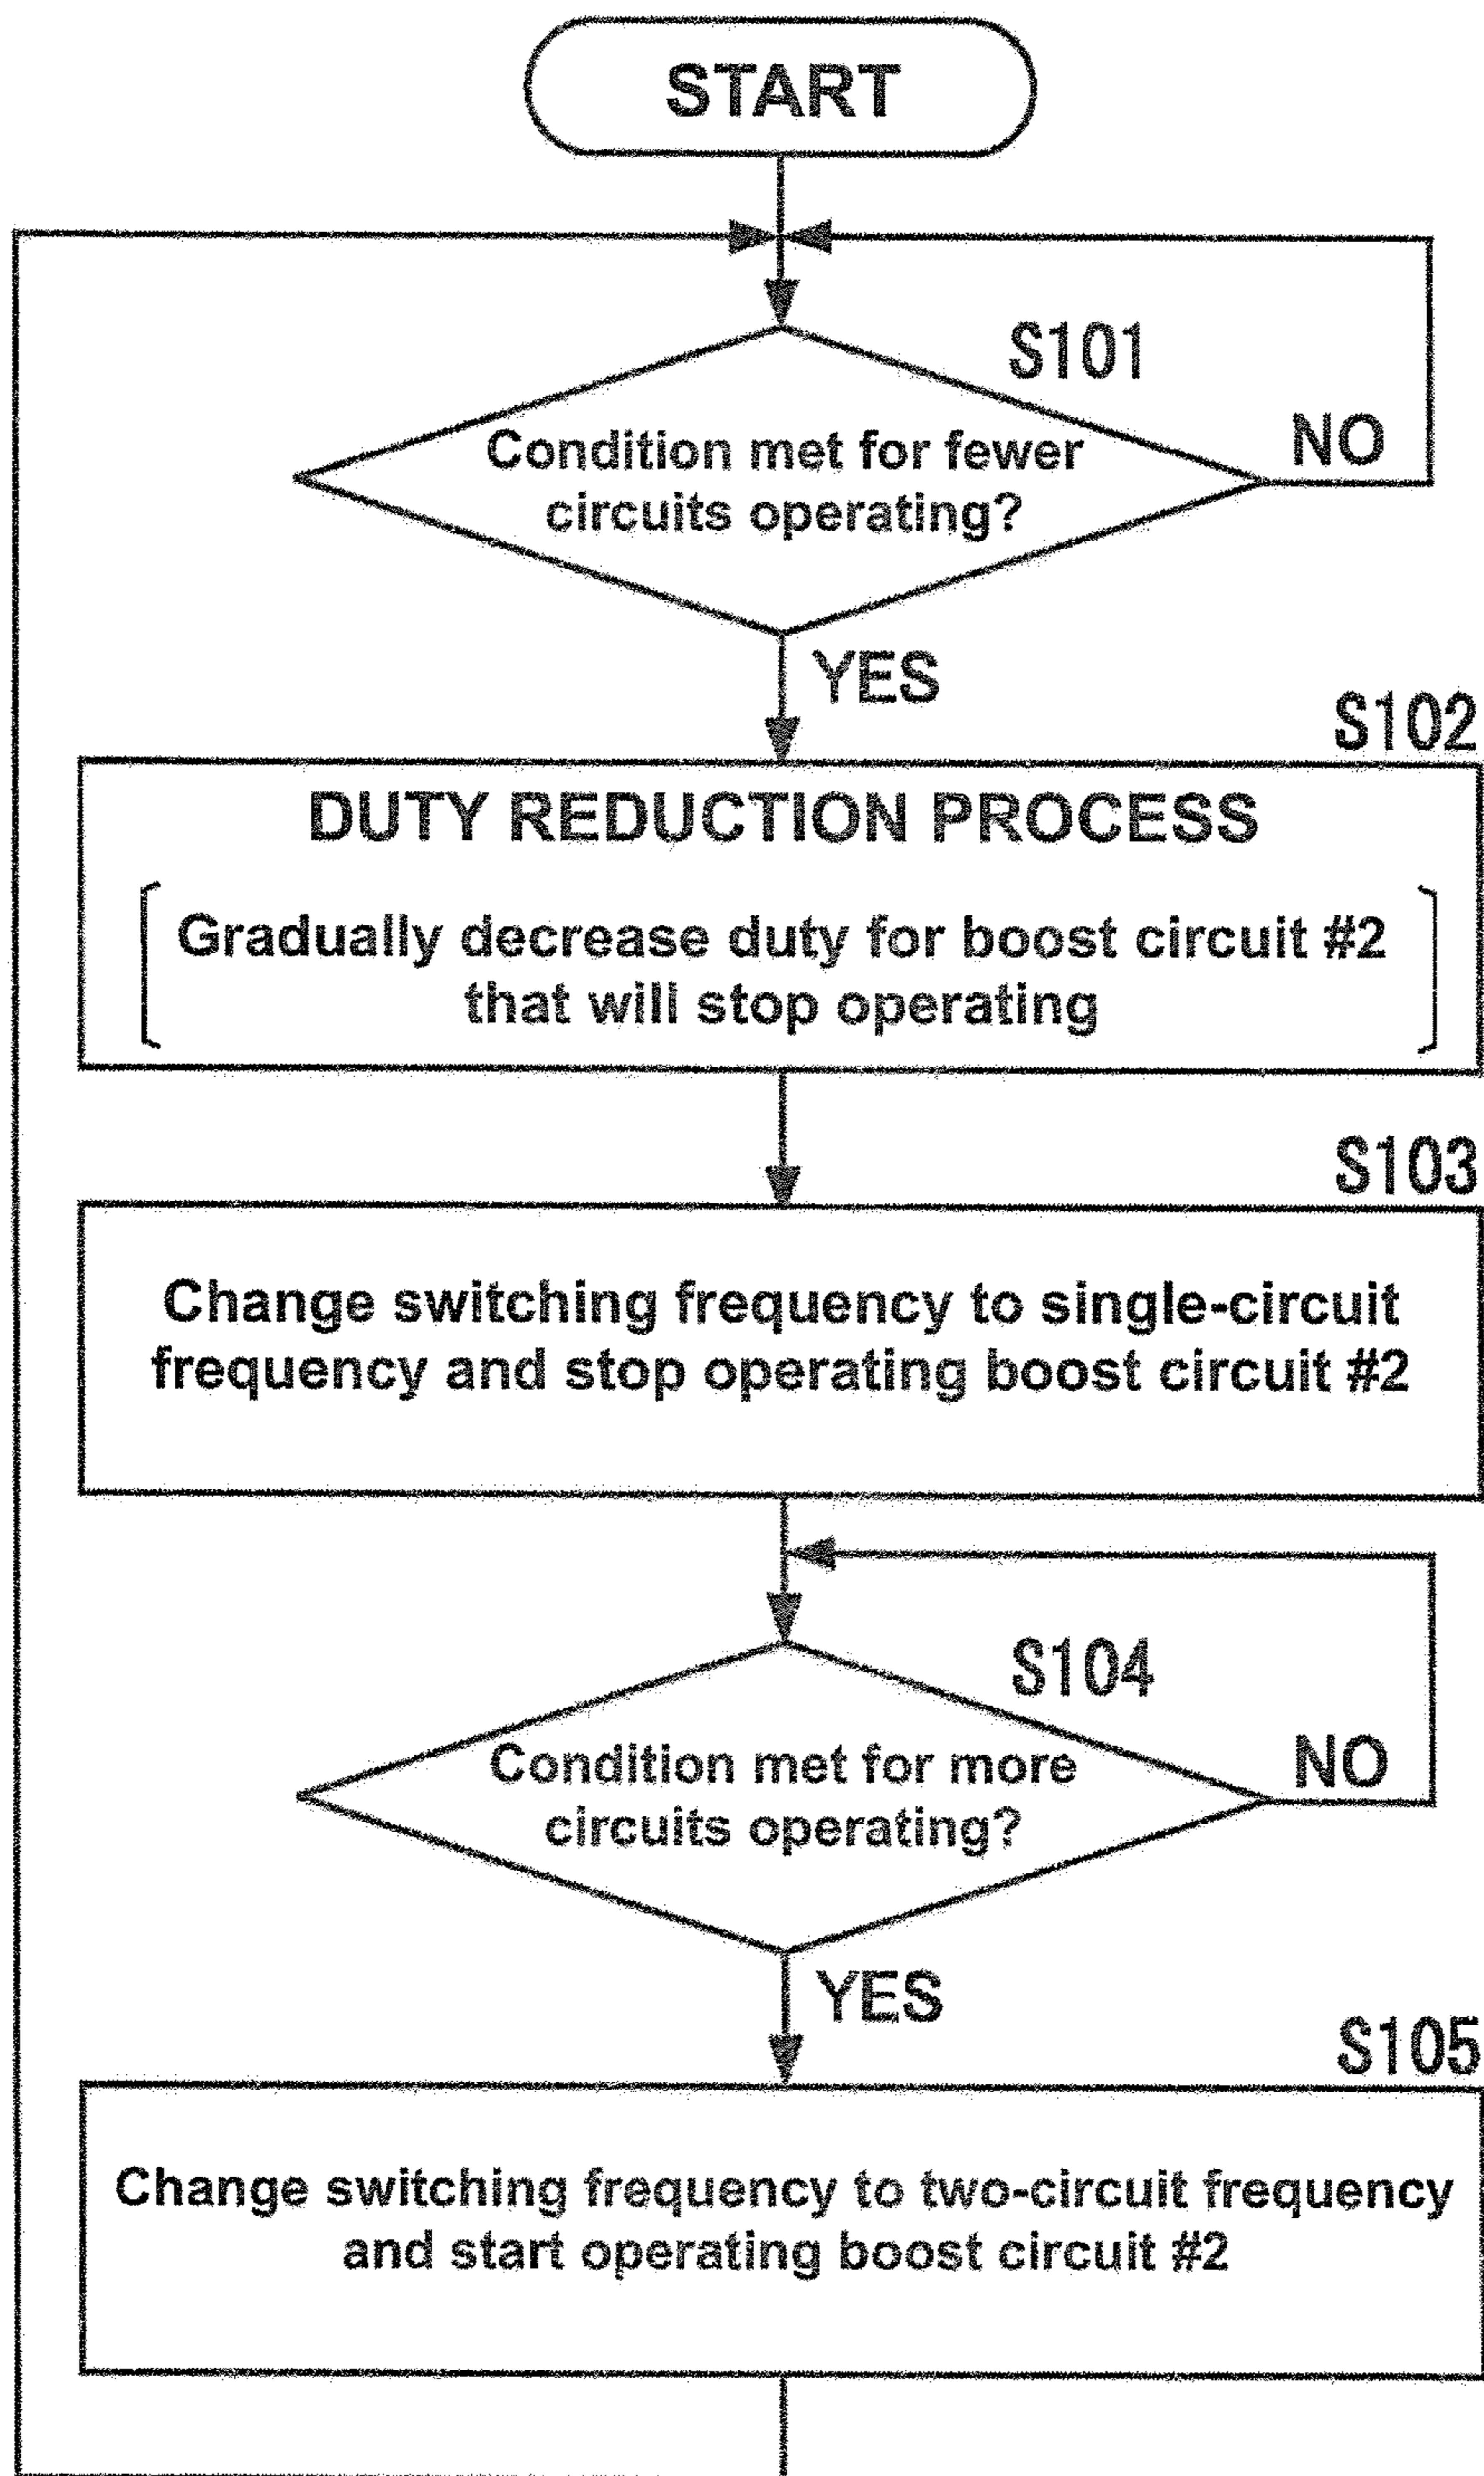 START
S101
Condition met for fewer
circuits operating?
NO
YES
S102
DUTY REDUCTION PROCESS
Gradually decrease duty for boost circuit #2
that will stop operating
S103
Change switching frequency to single-circuit
frequency and stop operating boost circuit #2
S104
Condition met for more
circuits operating?
NO
YES
S105
Change switching frequency to two-circuit frequency
and start operating boost circuit #2